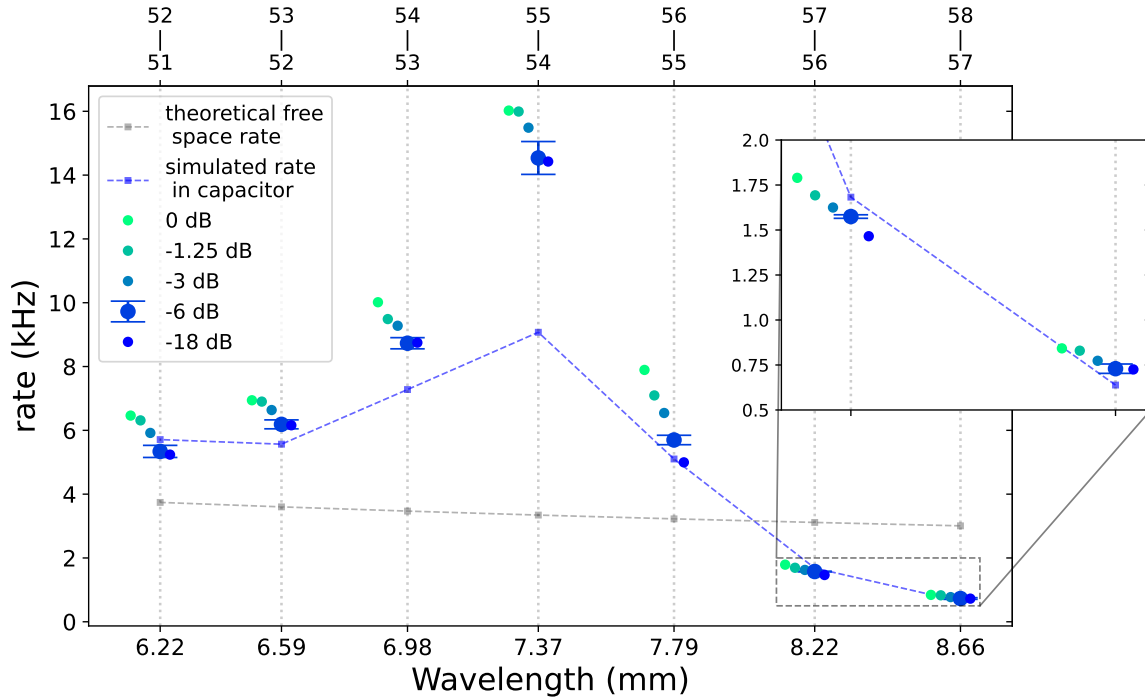 52 53 54 55 56 57 58
51 52 53 54 55 56 57
16
14
12
10
8
6
4
2
0
rate (kHz)
theoretical free
space rate
simulated rate
in capacitor
0 dB
-1.25 dB
-3 dB
-6 dB
-18 dB
2.0
1.75
1.5
1.25
1.0
0.75
0.5
6.22 6.59 6.98 7.37 7.79 8.22 8.66
Wavelength (mm)